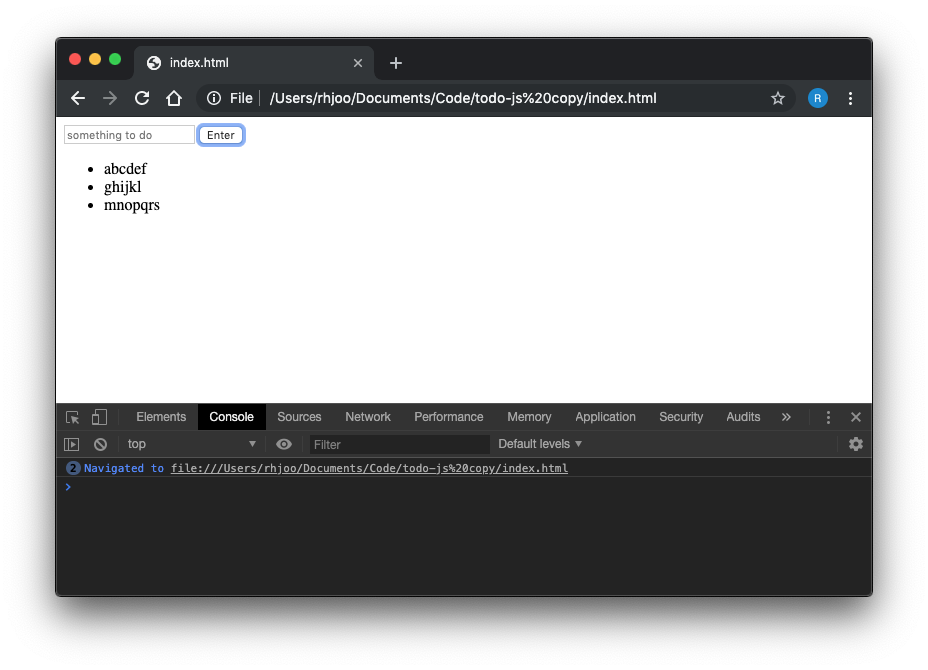 index.html
File /Users/rhjoo/Documents/Code/todo-js%20copy/index.html R
something to do Enter
abcdef
ghijkl
mnopqrs
Elements Console Sources Network Performance Memory Application Security Audits
top Filter Default levels
2 Navigated to file:///Users/rhjoo/Documents/Code/todo-js%20copy/index.html